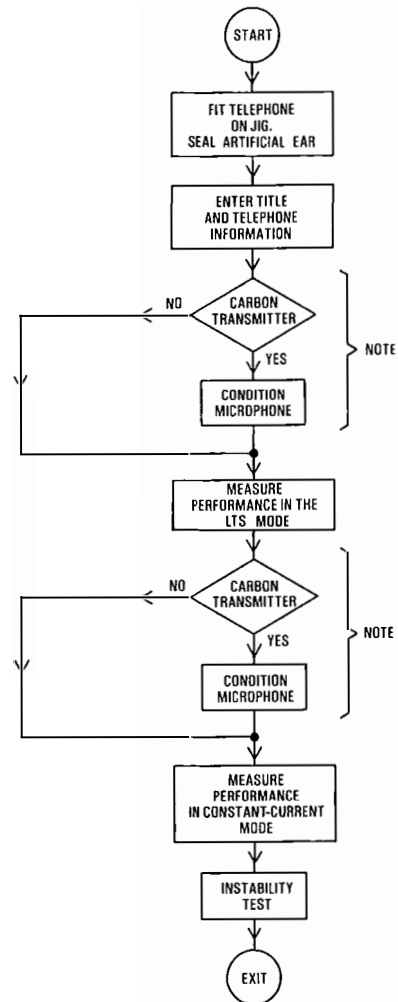 START
FIT TELEPHONE
ON JIG.
SEAL ARTIFICIAL EAR
ENTER TITLE
AND TELEPHONE
INFORMATION
NO
CARBON
TRANSMITTER
NOTE
YES
CONDITION
MICROPHONE
MEASURE
PERFORMANCE IN THE
LTS MODE
NO
CARBON
TRANSMITTER
NOTE
YES
CONDITION
MICROPHONE
MEASURE
PERFORMANCE
IN CONSTANT-CURRENT
MODE
INSTABILITY
TEST
EXIT